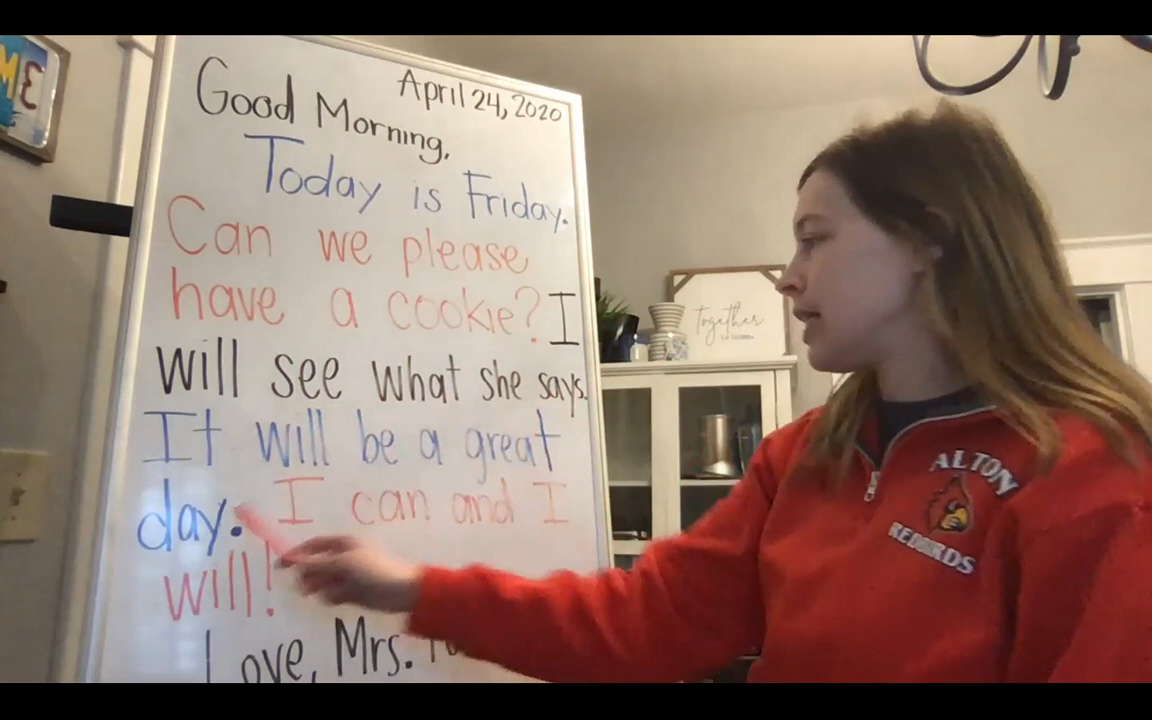 April 24, 2020
Good Morning,
Today is Friday.
Can we please
have a cookie? I
will see what she says.
It will be a great
day. I can and I
will!
Love, Mrs.
together
ALTON
REDBIRDS
ME